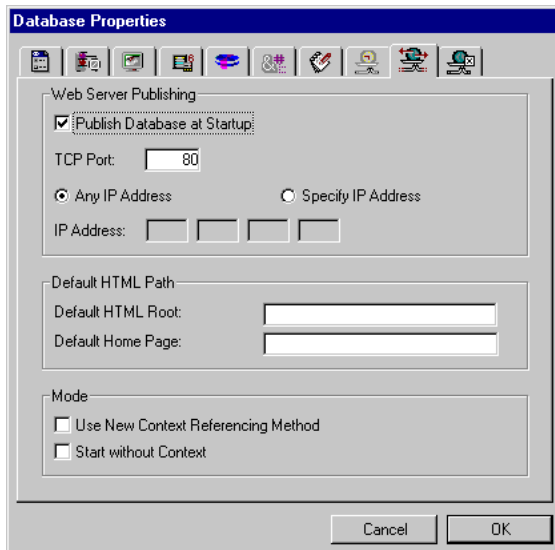 Database Properties
Web Server Publishing
Publish Database at Startup
TCP Port: 80
Any IP Address Specify IP Address
IP Address:
Default HTML Path
Default HTML Root:
Default Home Page:
Mode
Use New Context Referencing Method
Start without Context
Cancel OK